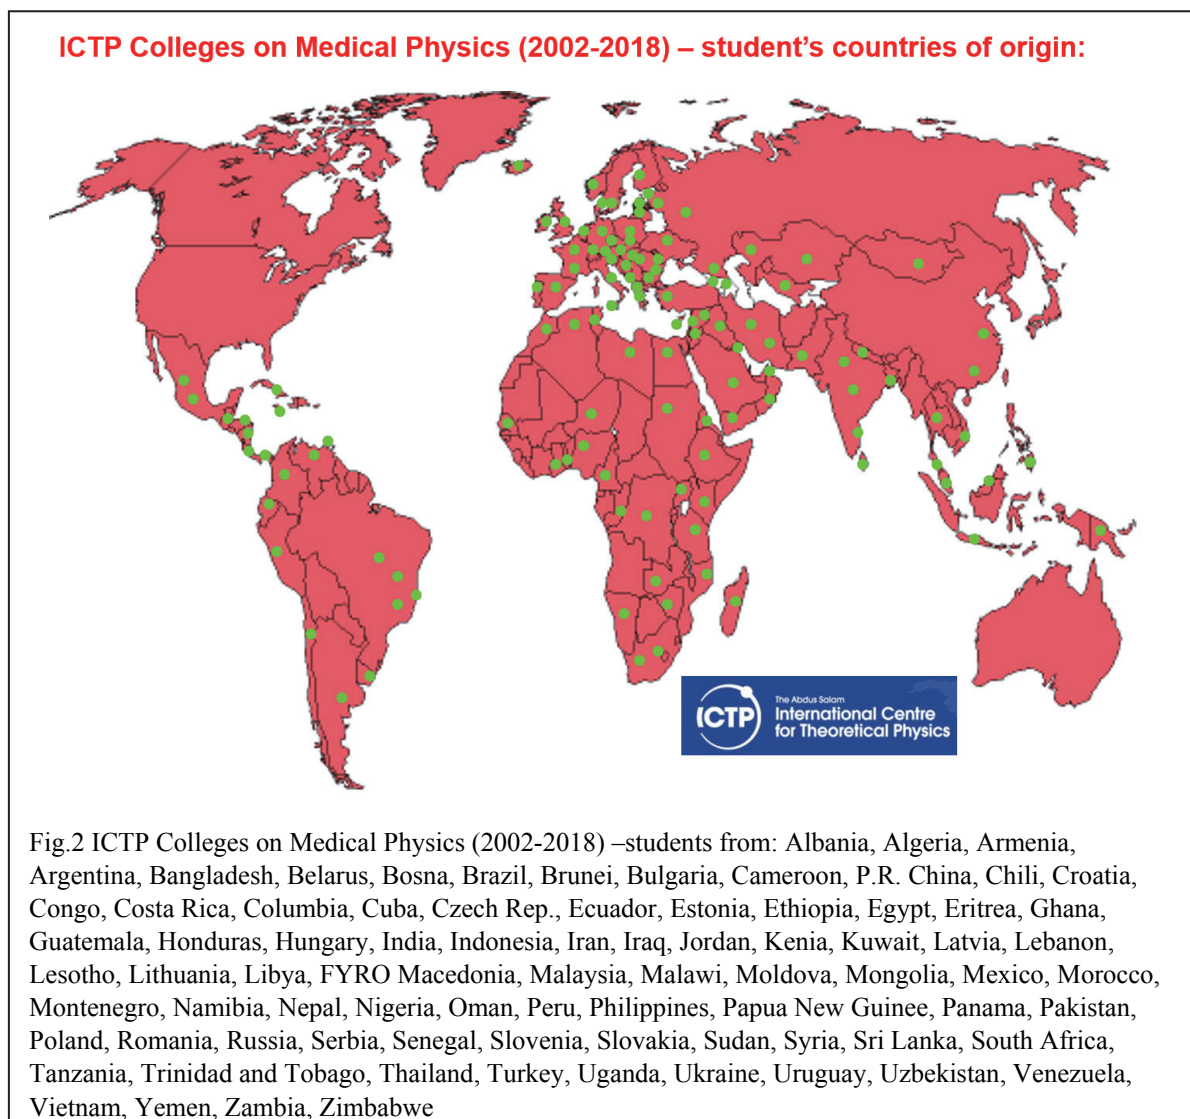 ICTP Colleges on Medical Physics (2002-2018) – student's countries of origin:
ICTP
The Abdus Salam
International Centre
for Theoretical Physics
Fig.2 ICTP Colleges on Medical Physics (2002-2018) –students from: Albania, Algeria, Armenia,
Argentina, Bangladesh, Belarus, Bosna, Brazil, Brunei, Bulgaria, Cameroon, P.R. China, Chili, Croatia,
Congo, Costa Rica, Columbia, Cuba, Czech Rep., Ecuador, Estonia, Ethiopia, Egypt, Eritrea, Ghana,
Guatemala, Honduras, Hungary, India, Indonesia, Iran, Iraq, Jordan, Kenia, Kuwait, Latvia, Lebanon,
Lesotho, Lithuania, Libya, FYRO Macedonia, Malaysia, Malawi, Moldova, Mongolia, Mexico, Morocco,
Montenegro, Namibia, Nepal, Nigeria, Oman, Peru, Philippines, Papua New Guinee, Panama, Pakistan,
Poland, Romania, Russia, Serbia, Senegal, Slovenia, Slovakia, Sudan, Syria, Sri Lanka, South Africa,
Tanzania, Trinidad and Tobago, Thailand, Turkey, Uganda, Ukraine, Uruguay, Uzbekistan, Venezuela,
Vietnam, Yemen, Zambia, Zimbabwe